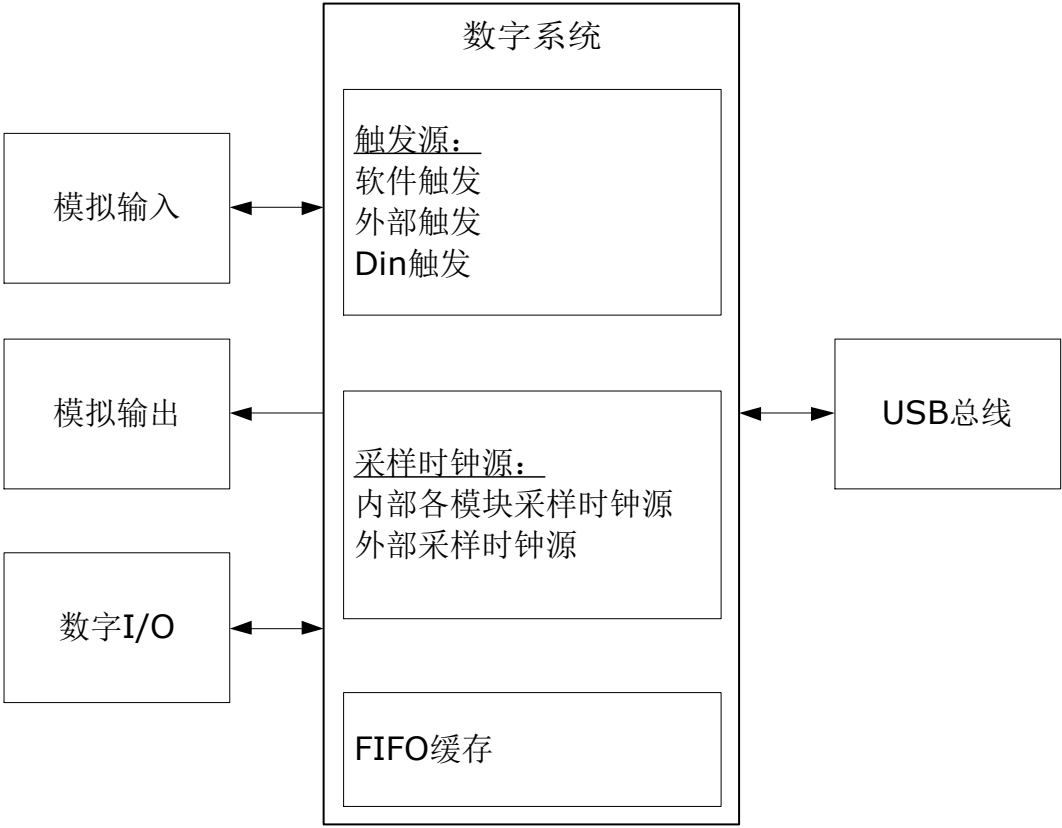 数字系统
触发源：
软件触发
外部触发
Din触发
模拟输入
模拟输出
采样时钟源：
内部各模块采样时钟源
外部采样时钟源
USB总线
数字I/O
FIFO缓存